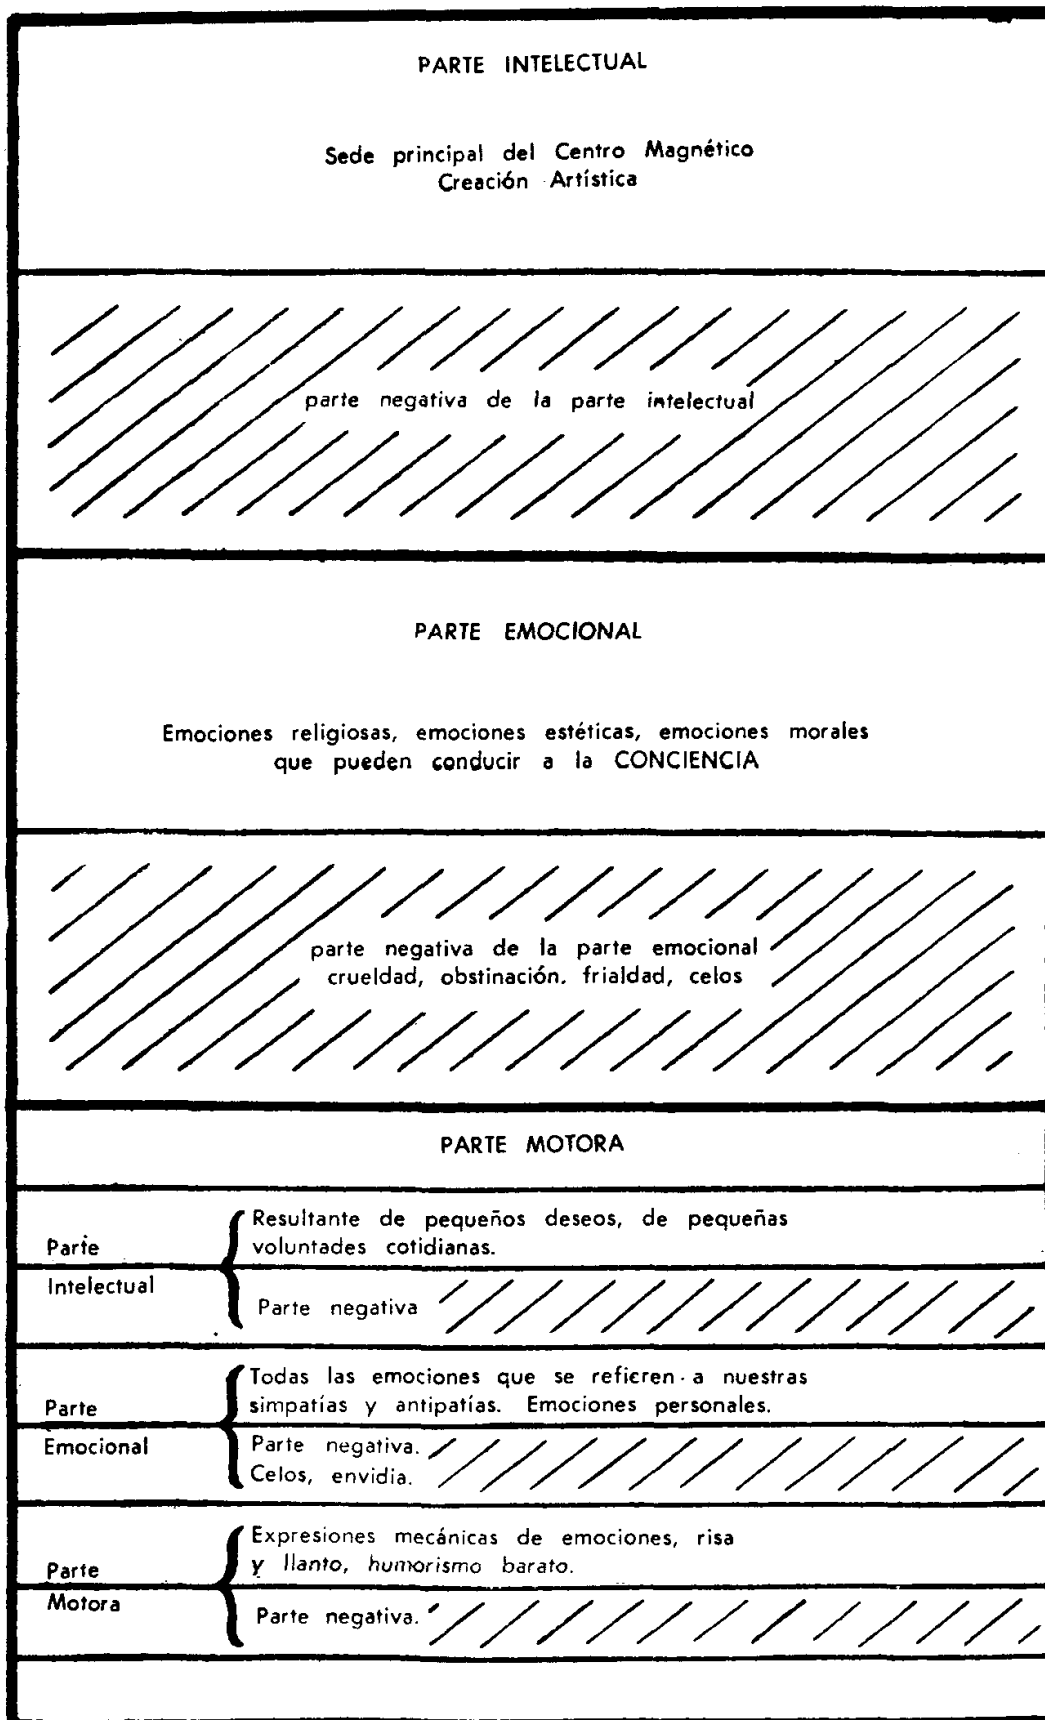 PARTE INTELECTUAL
Sede principal del Centro Magnético
Creación Artística
parte negativa de la parte intelectual
PARTE EMOCIONAL
Emociones religiosas, emociones estéticas, emociones morales
que pueden conducir a la CONCIENCIA
parte negativa de la parte emocional
crueldad, obstinación. frialdad, celos
PARTE MOTORA
Parte
Intelectual
Resultante de pequeños deseos, de pequeñas
voluntades cotidianas.
Parte negativa
Parte
Emocional
Todas las emociones que se refieren a nuestras
simpatías y antipatías. Emociones personales.
Parte negativa.
Celos, envidia.
Parte
Motora
Expresiones mecánicas de emociones, risa
y llanto, humorismo barato.
Parte negativa.